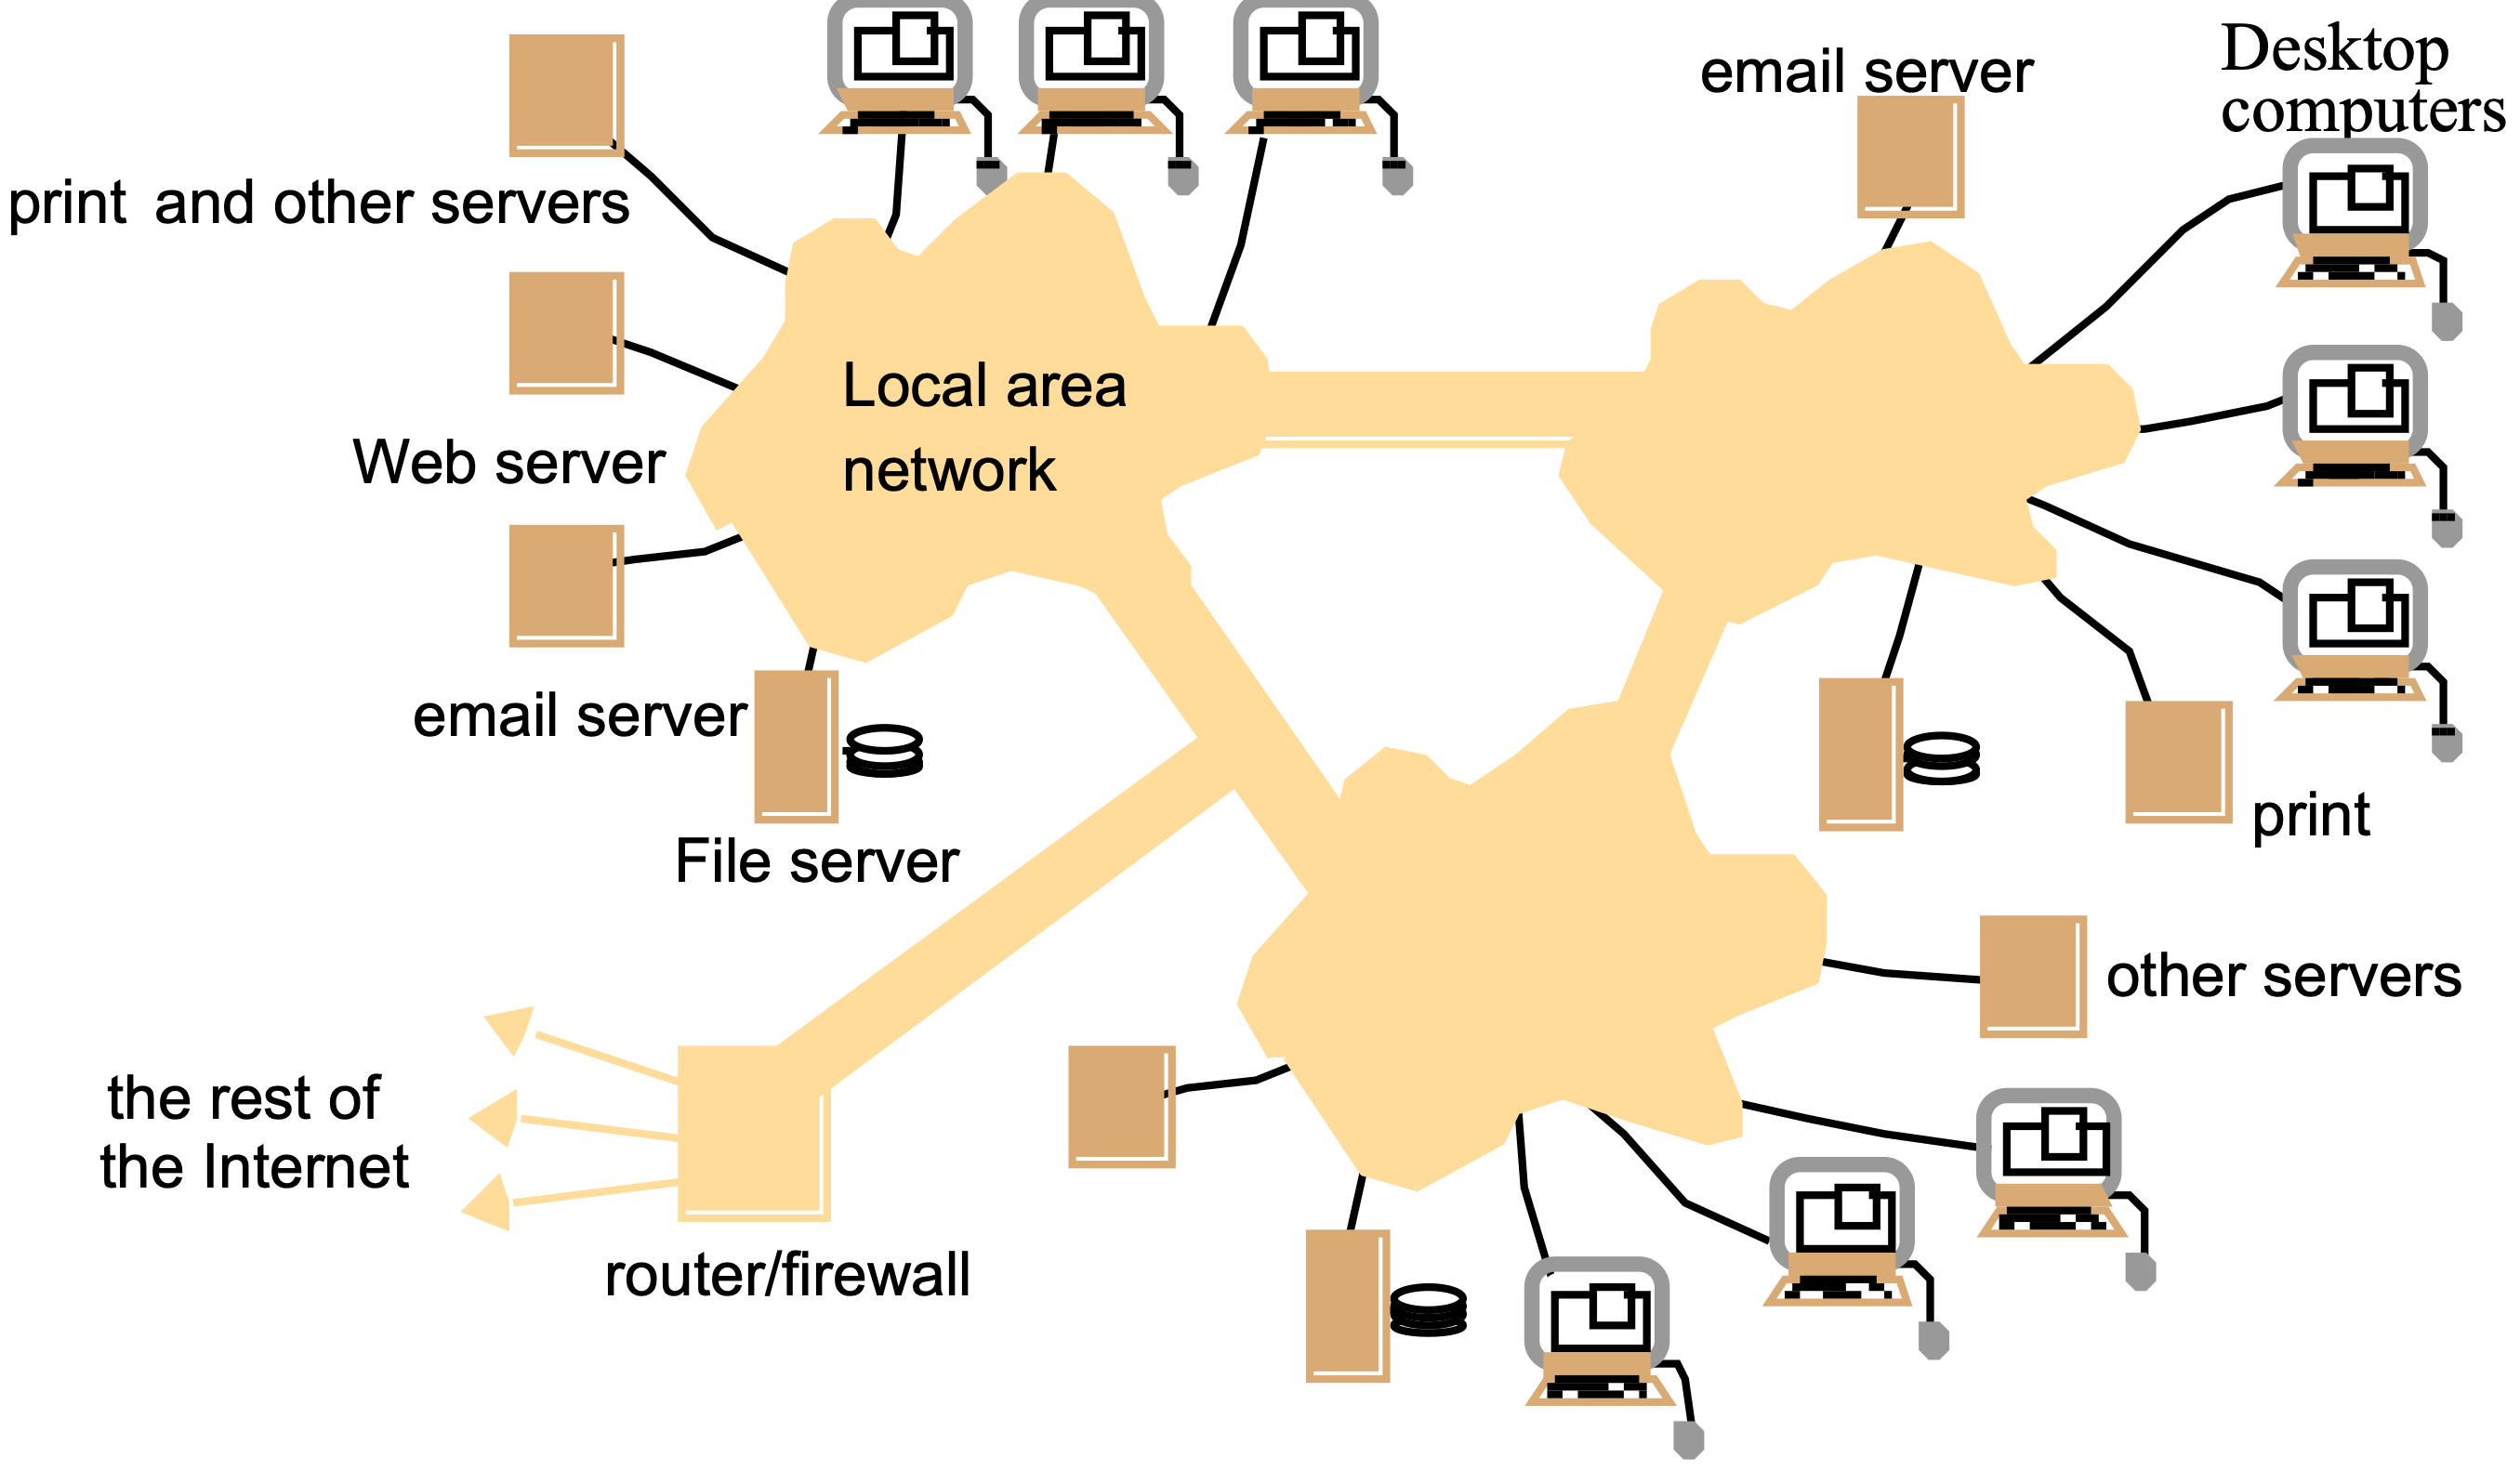 email server
Desktop
computers
print  and other servers
Local area
network
Web server
email server
print
File server
other servers
the rest of
the Internet
router/firewall